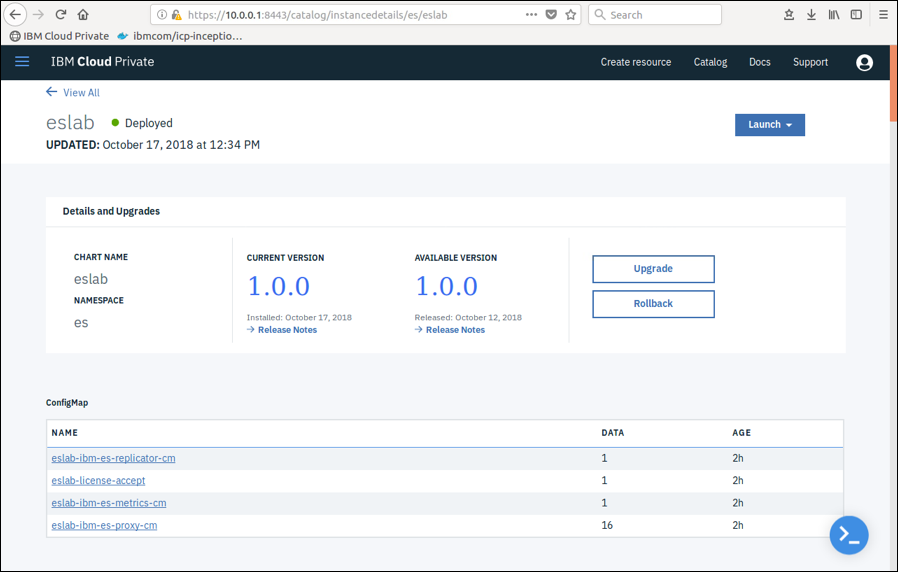 https://10.0.0.1:8443/catalog/instancedetails/es/eslab
Search
IBM Cloud Private
ibmcom/icp-inceptio...
IBM Cloud Private
Create resource
Catalog
Docs
Support
View All
eslab
Deployed
Launch
UPDATED: October 17, 2018 at 12:34 PM
Details and Upgrades
CHART NAME
eslab
NAMESPACE
es
CURRENT VERSION
1.0.0
Installed: October 17, 2018
Release Notes
AVAILABLE VERSION
1.0.0
Released: October 12, 2018
Release Notes
Upgrade
Rollback
ConfigMap
NAME DATA AGE
eslab-ibm-es-replicator-cm 1 2h
eslab-license-accept 1 2h
eslab-ibm-es-metrics-cm 1 2h
eslab-ibm-es-proxy-cm 16 2h